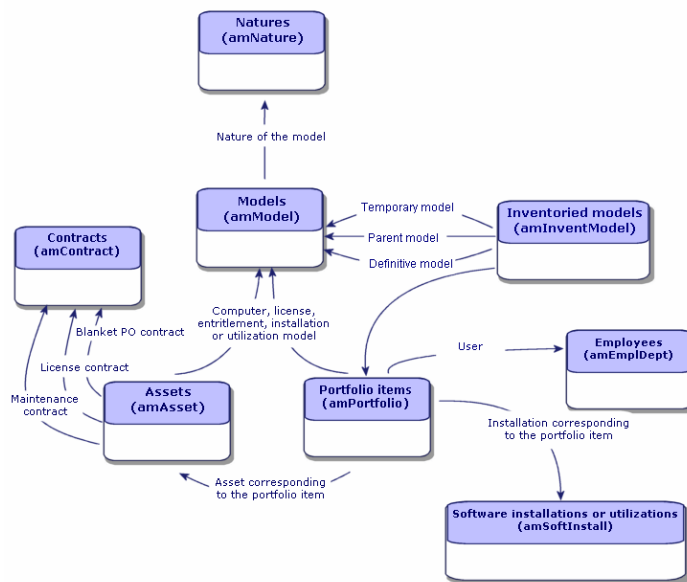 Natures
(amNature)
Nature of the model
Models
(amModel)
Temporary model
Parent model
Definitive model
Inventoried models
(amInventModel)
Contracts
(amContract)
Computer, license,
entritlement, installation
or utilization model
Blanket PO contract
License contract
Maintenance
contract
User
Employees
(amEmplDept)
Assets
(amAsset)
Portfolio items
(amPortfolio)
Installation corresponding
to the portfolio item
Asset corresponding
to the portfolio item
Software installations or utilizations
(amSoftInstall)